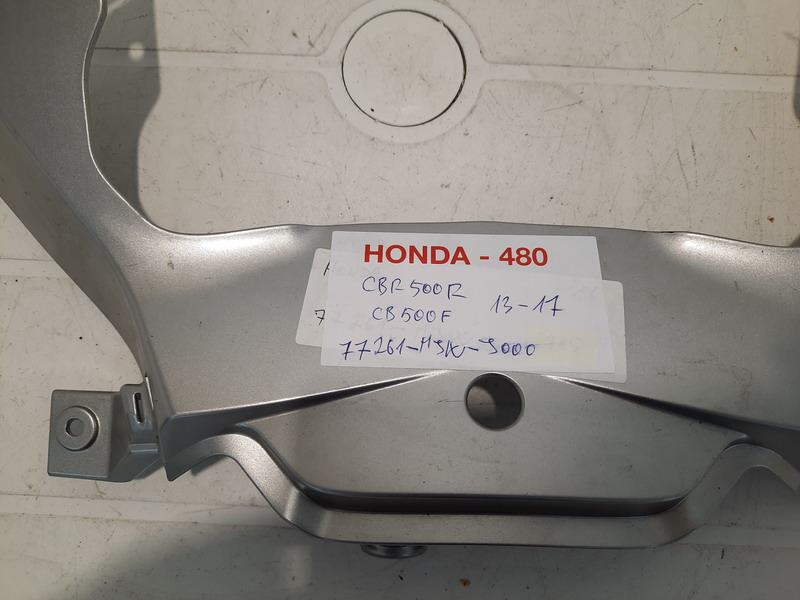 HONDA - 480
CBR500R
CB500F
13-17
77261-MJW-J000